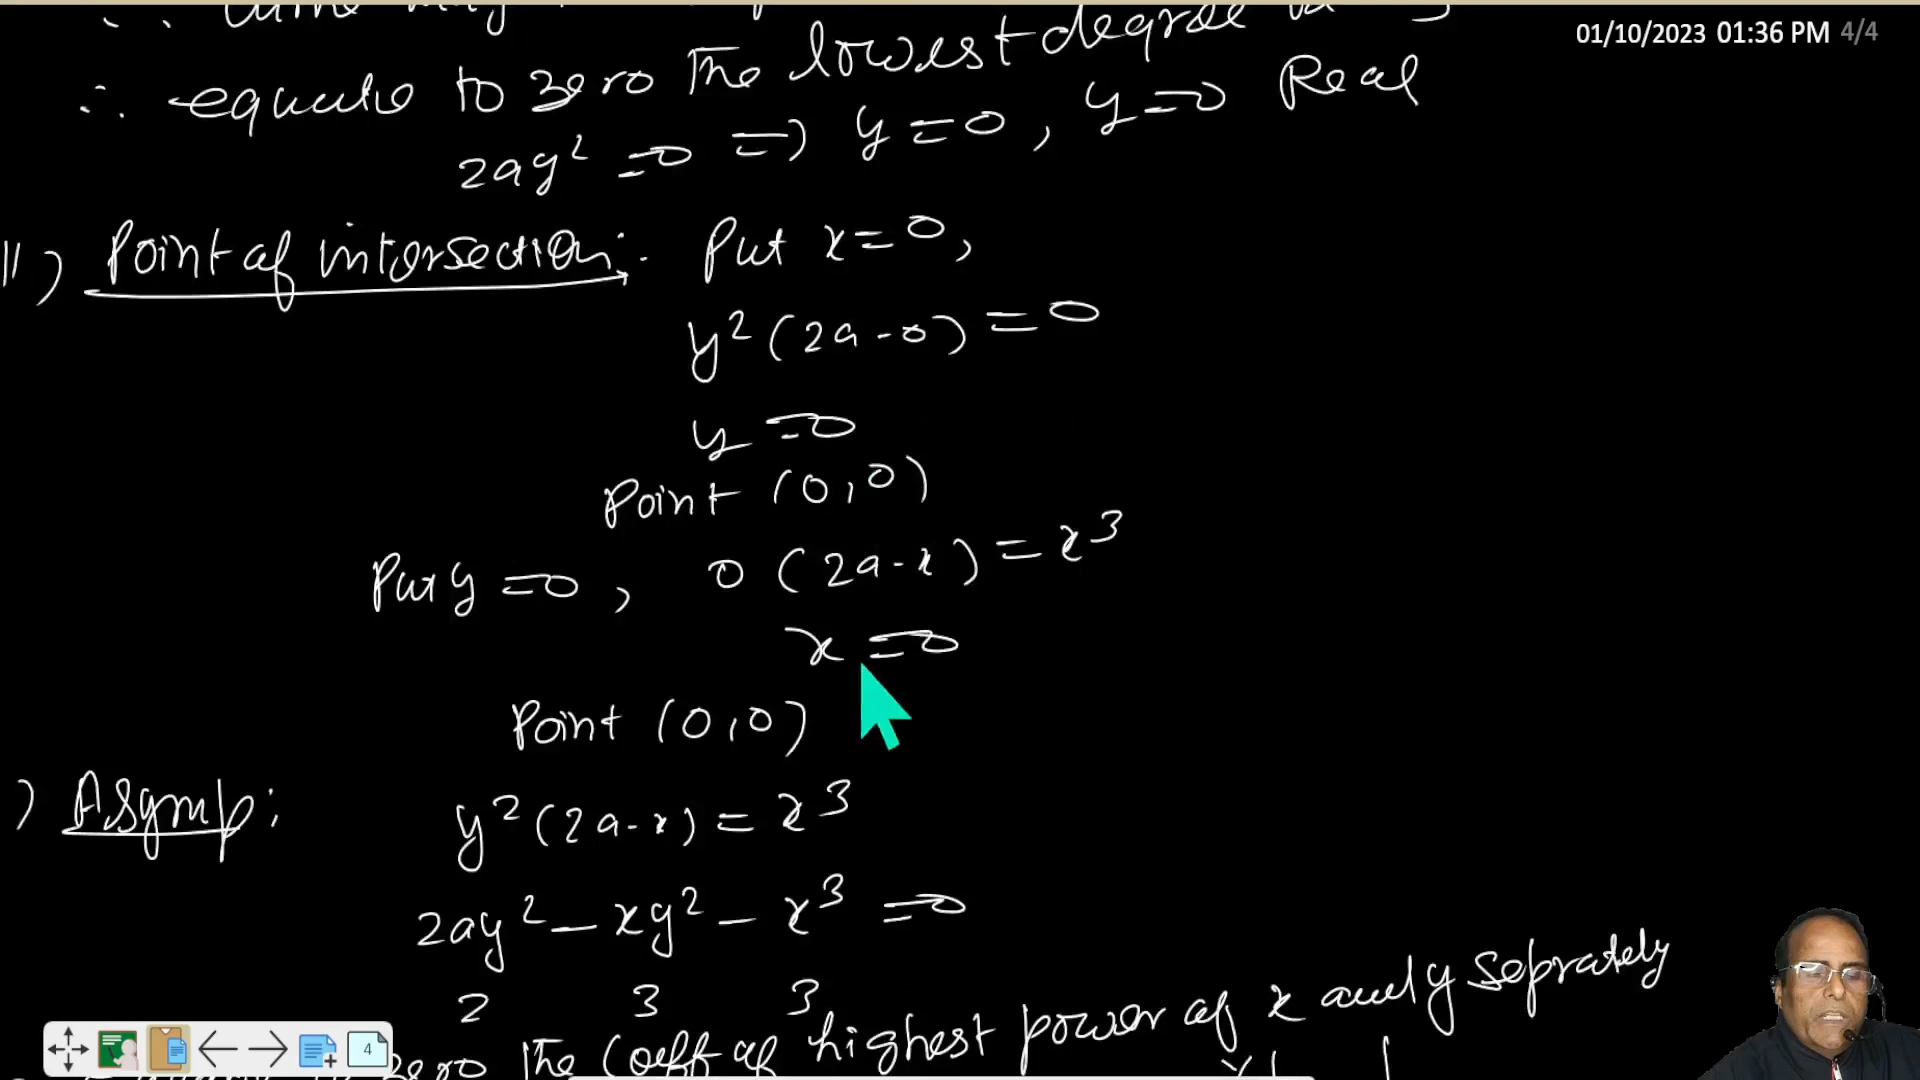 01/10/2023 01:36 PM 4/4
the lowest degree
∴ equate to zero
2ay² =0 => y=0, y=0 Real
II) Point of intersection:- Put x=0,
y²(2a-0)=0
y =0
Point (0,0)
Put y =0, 0(2a-x)=x³
x =0
Point (0,0)
) Asymp:
y²(2a-x)= x³
2ay² - xy² - x³ =0
2 3 3
zero the Coeff of highest power of x and y seprately
4